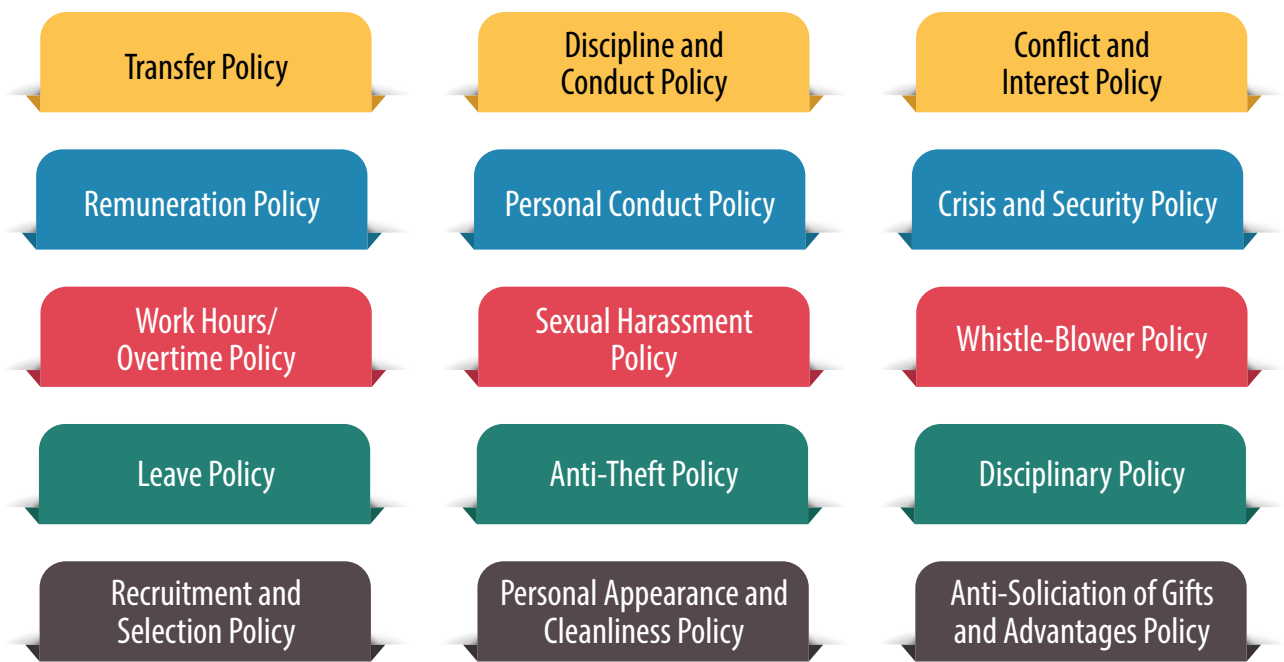 Transfer Policy
Discipline and
Conduct Policy
Conflict and
Interest Policy
Remuneration Policy
Personal Conduct Policy
Crisis and Security Policy
Work Hours/
Overtime Policy
Sexual Harassment
Policy
Whistle-Blower Policy
Leave Policy
Anti-Theft Policy
Disciplinary Policy
Recruitment and
Selection Policy
Personal Appearance and
Cleanliness Policy
Anti-Soliciation of Gifts
and Advantages Policy